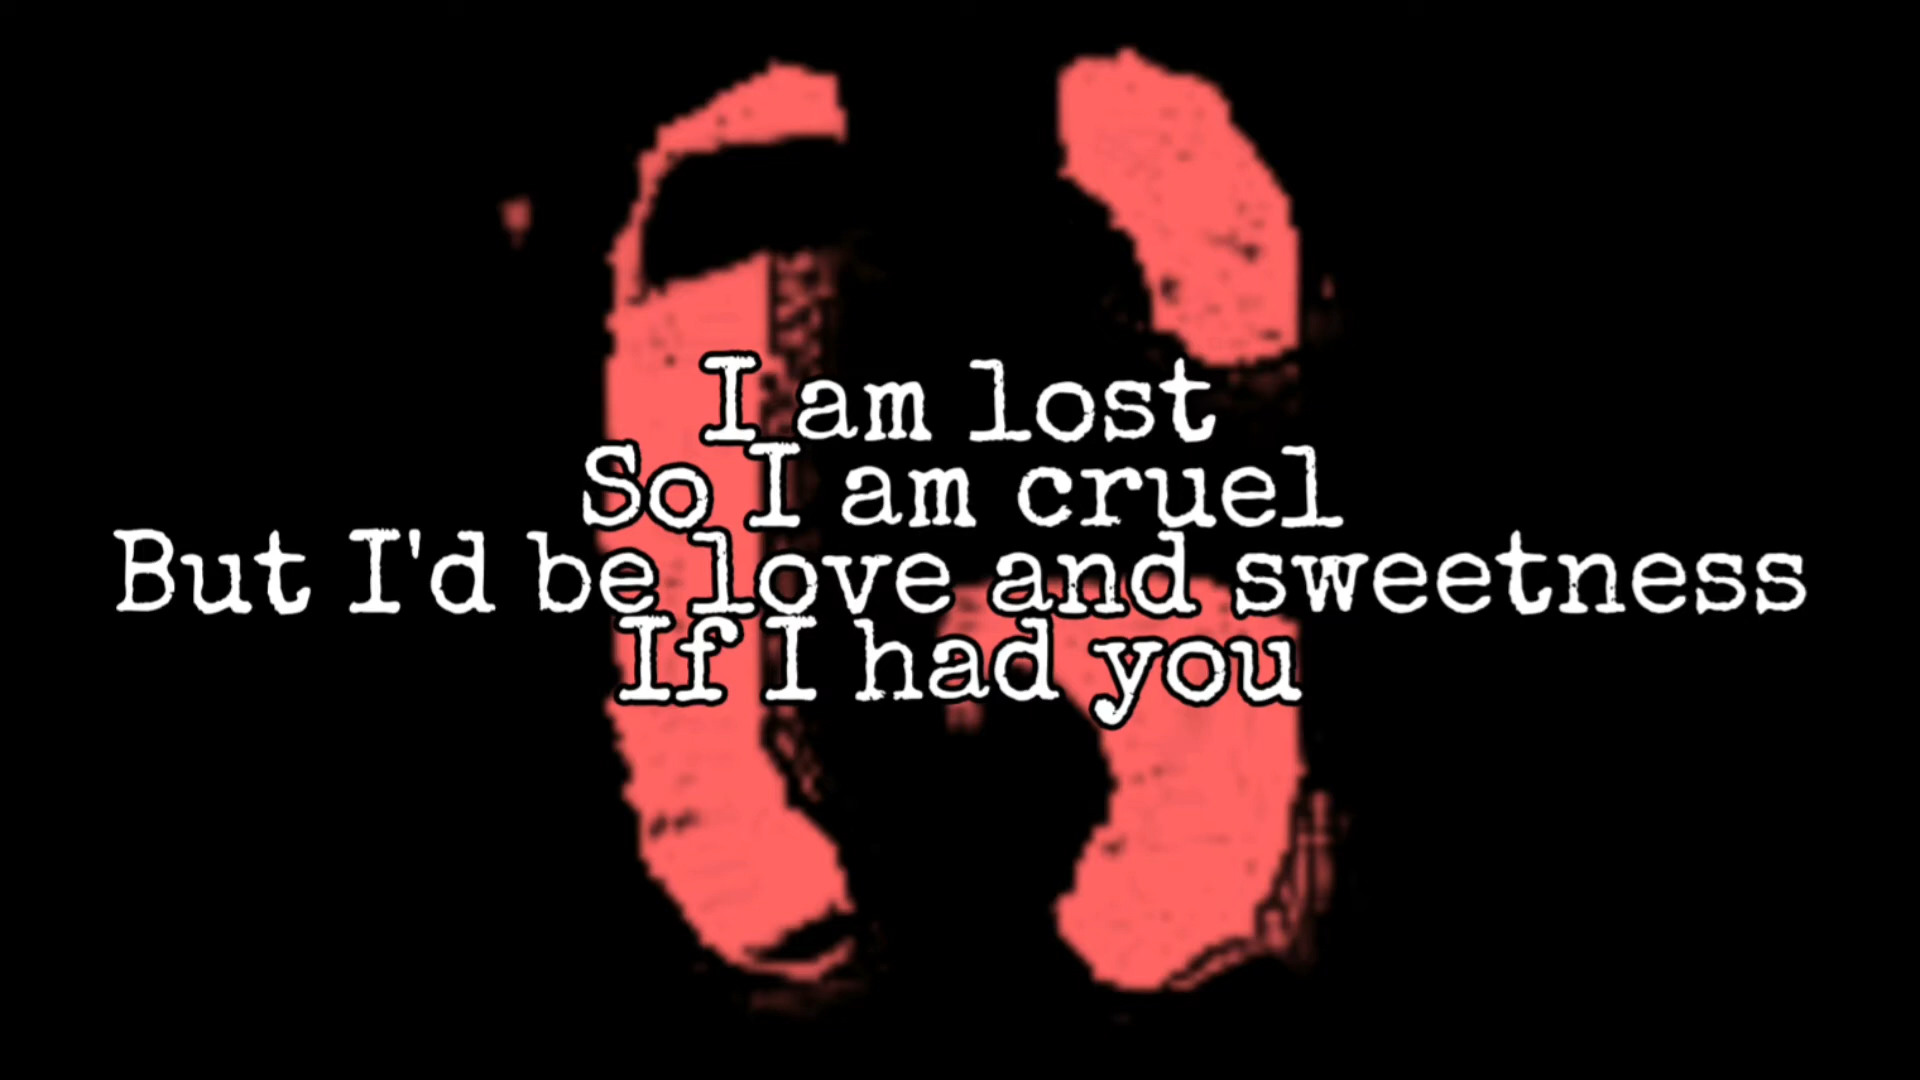 I am lost
So I am cruel
But I'd be love and sweetness
If I had you